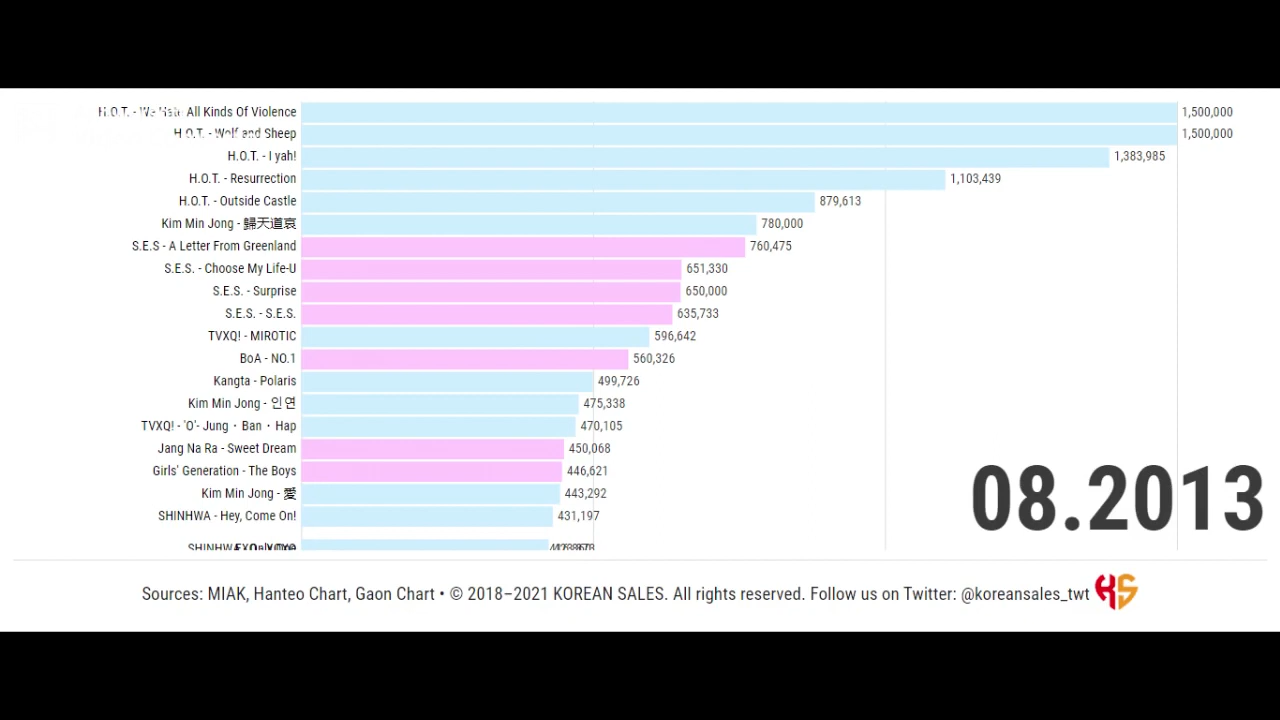 H.O.T. - We Hate All Kinds Of Violence 1,500,000
H.O.T. - Wolf and Sheep 1,500,000
H.O.T. - I yah! 1,383,985
H.O.T. - Resurrection 1,103,439
H.O.T. - Outside Castle 879,613
Kim Min Jong - 歸天道哀 780,000
S.E.S - A Letter From Greenland 760,475
S.E.S. - Choose My Life-U 651,330
S.E.S. - Surprise 650,000
S.E.S. - S.E.S. 635,733
TVXQ! - MIROTIC 596,642
BoA - NO.1 560,326
Kangta - Polaris 499,726
Kim Min Jong - 인연 475,338
TVXQ! - 'O'- Jung・Ban・Hap 470,105
Jang Na Ra - Sweet Dream 450,068
Girls' Generation - The Boys 446,621
Kim Min Jong - 愛 443,292
SHINHWA - Hey, Come On! 431,197
08.2013
Sources: MIAK, Hanteo Chart, Gaon Chart • © 2018–2021 KOREAN SALES. All rights reserved. Follow us on Twitter: @koreansales_twt KS